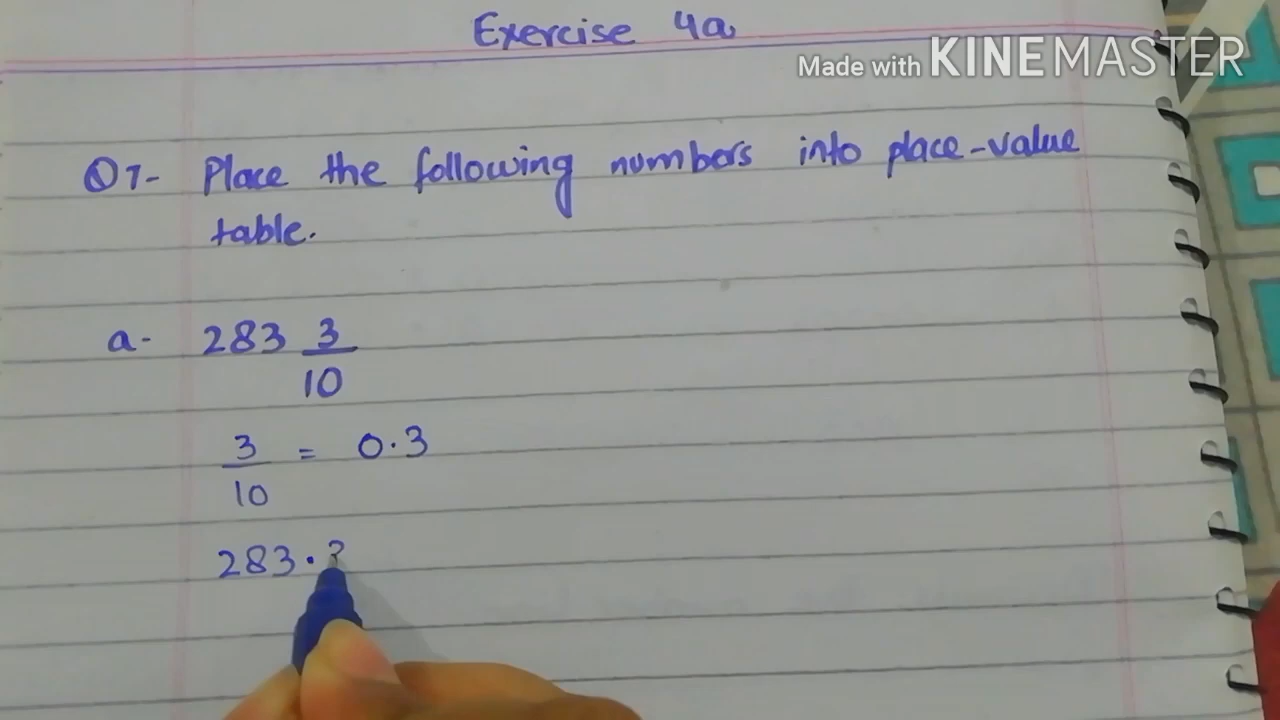 Exercise 4a
Made with KINEMASTER
Q1- Place the following numbers into place-value
table.
a- 283 3/10
3/10 = 0.3
283.3